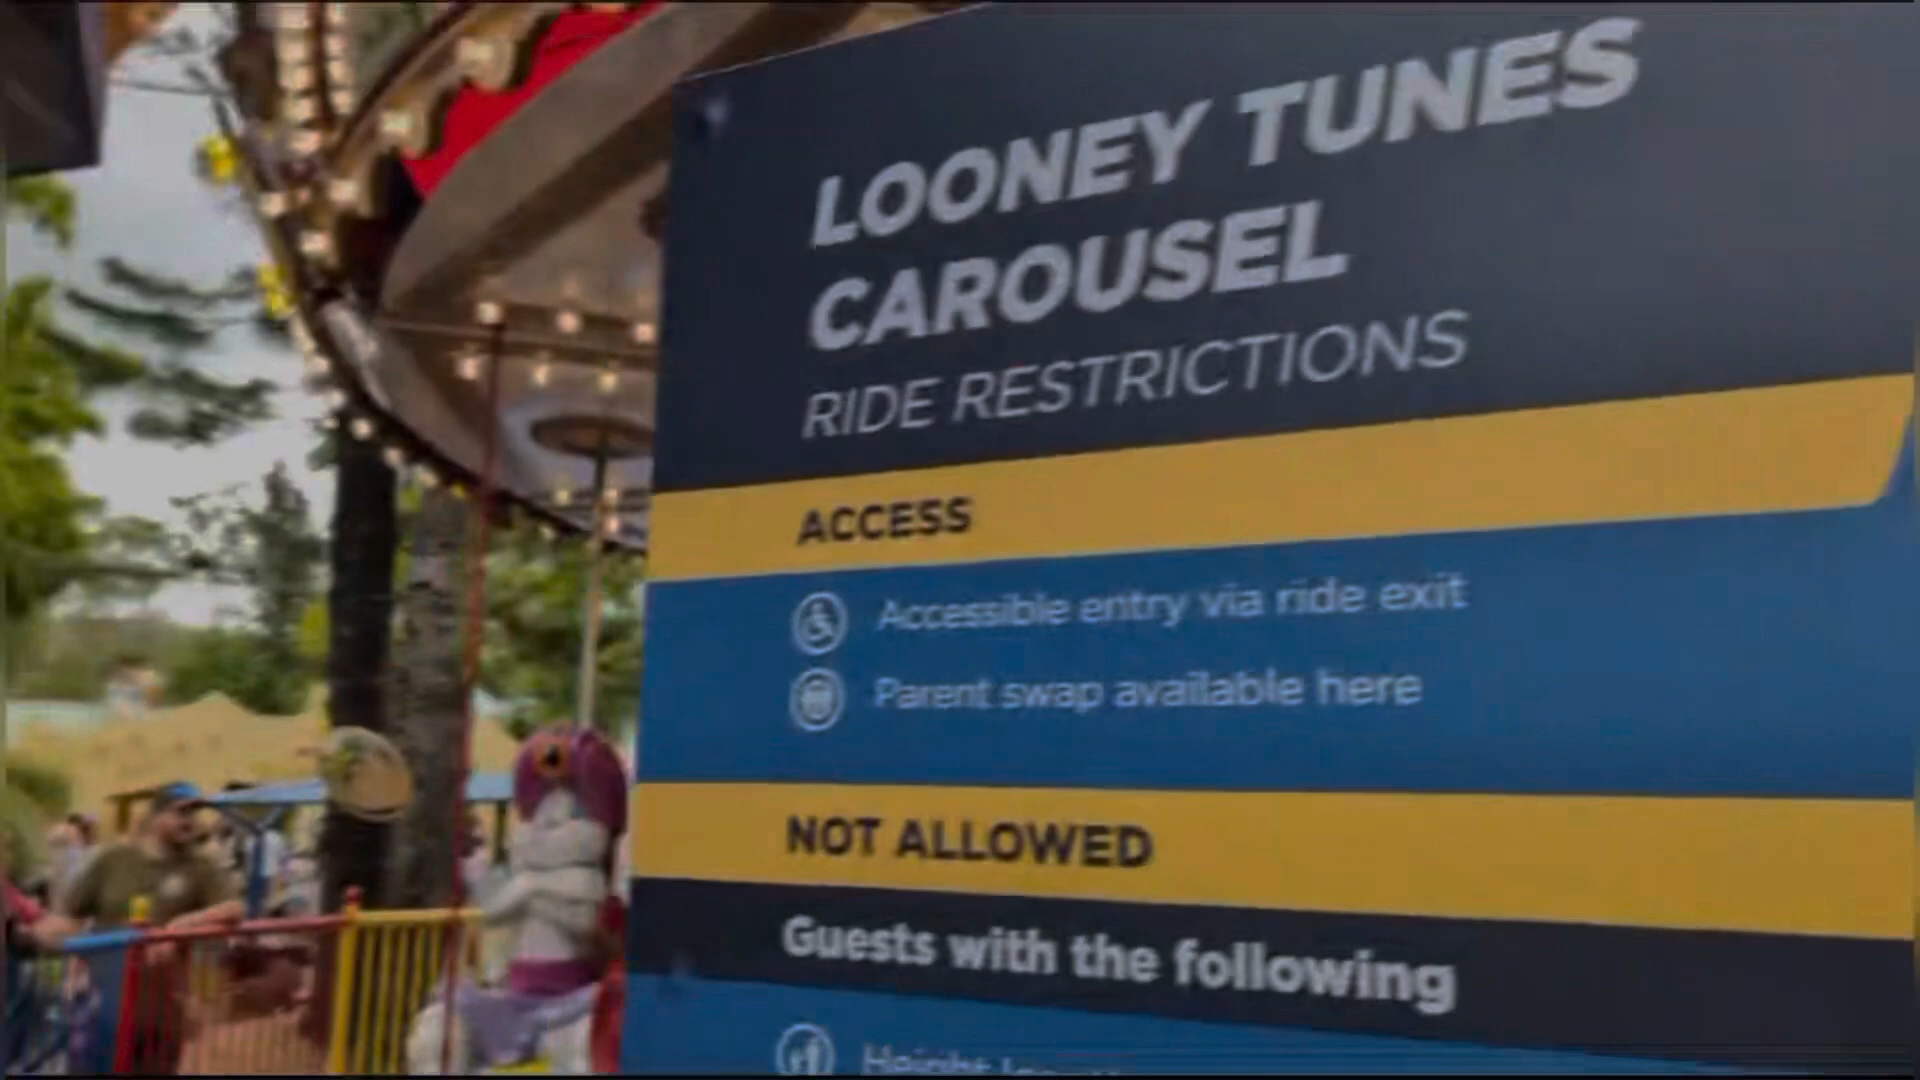 LOONEY TUNES
CAROUSEL
RIDE RESTRICTIONS
ACCESS
Accessible entry via ride exit
Parent swap available here
NOT ALLOWED
Guests with the following
Height